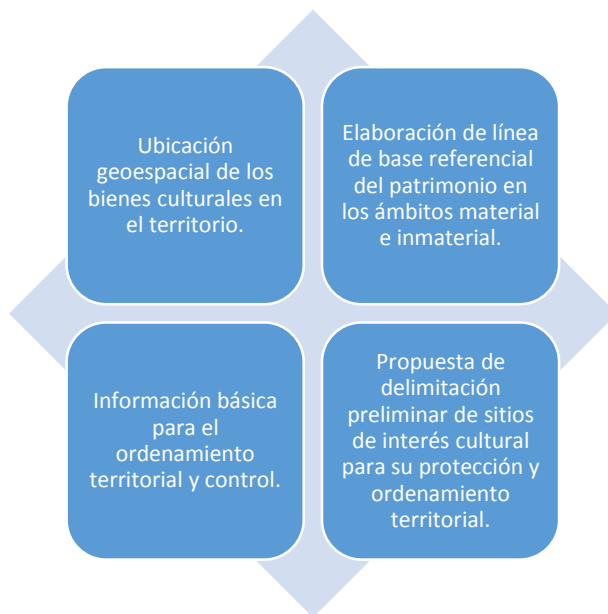 Ubicación
geoespacial de los
bienes culturales en
el territorio.
Elaboración de línea
de base referencial
del patrimonio en
los ámbitos material
e inmaterial.
Información básica
para el
ordenamiento
territorial y control.
Propuesta de
delimitación
preliminar de sitios
de interés cultural
para su protección y
ordenamiento
territorial.